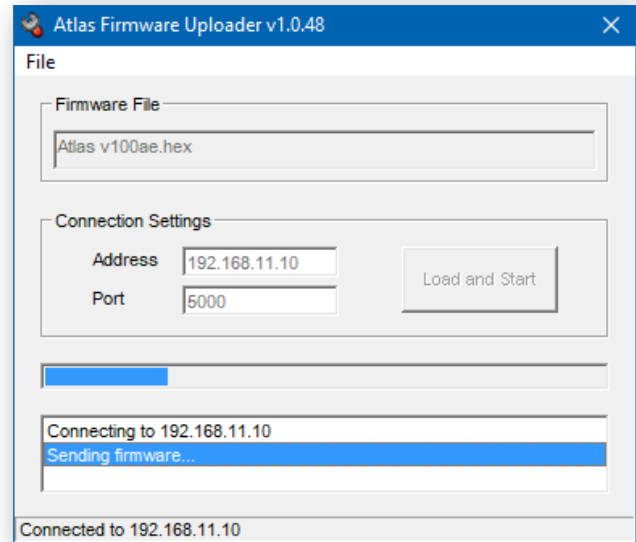 Atlas Firmware Uploader v1.0.48
File
Firmware File
Atlas v100ae.hex
Connection Settings
Address
192.168.11.10
Load and Start
Port
5000
Connecting to 192.168.11.10
Sending firmware...
Connected to 192.168.11.10